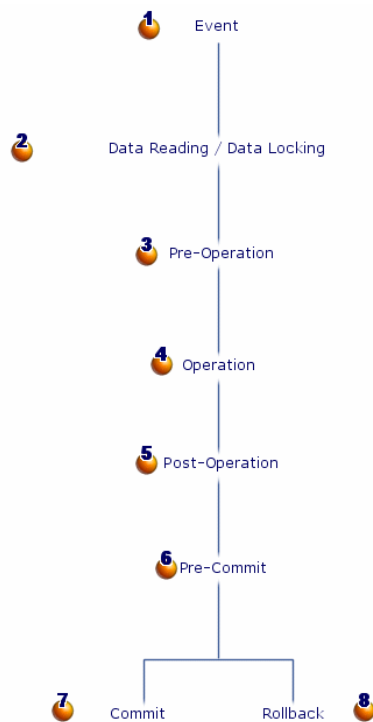 1 Event
2 Data Reading / Data Locking
3 Pre-Operation
4 Operation
5 Post-Operation
6 Pre-Commit
7 Commit Rollback 8